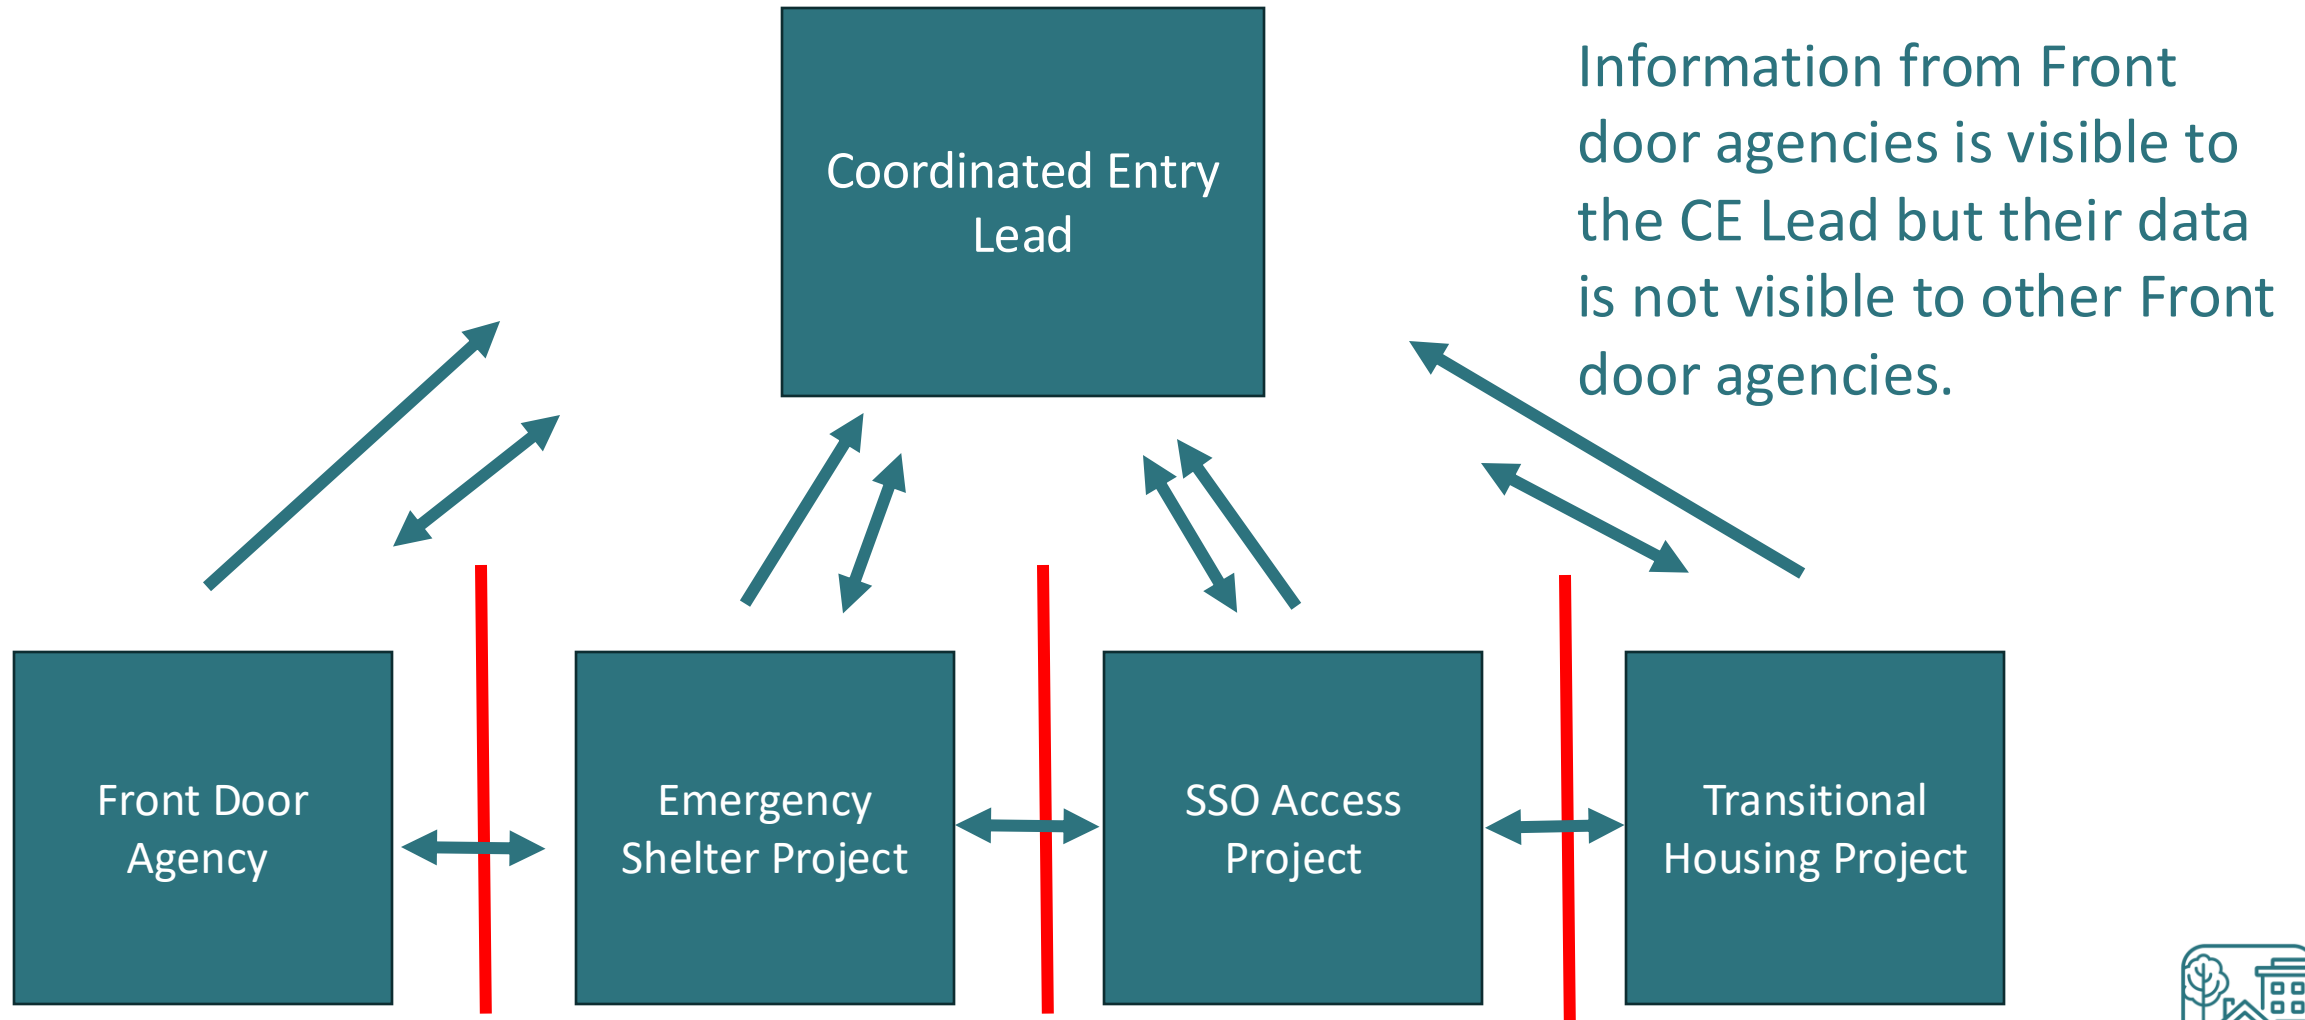 Coordinated Entry
Lead
Information from Front
door agencies is visible to
the CE Lead but their data
is not visible to other Front
door agencies.
Front Door
Agency
Emergency
Shelter Project
SSO Access
Project
Transitional
Housing Project